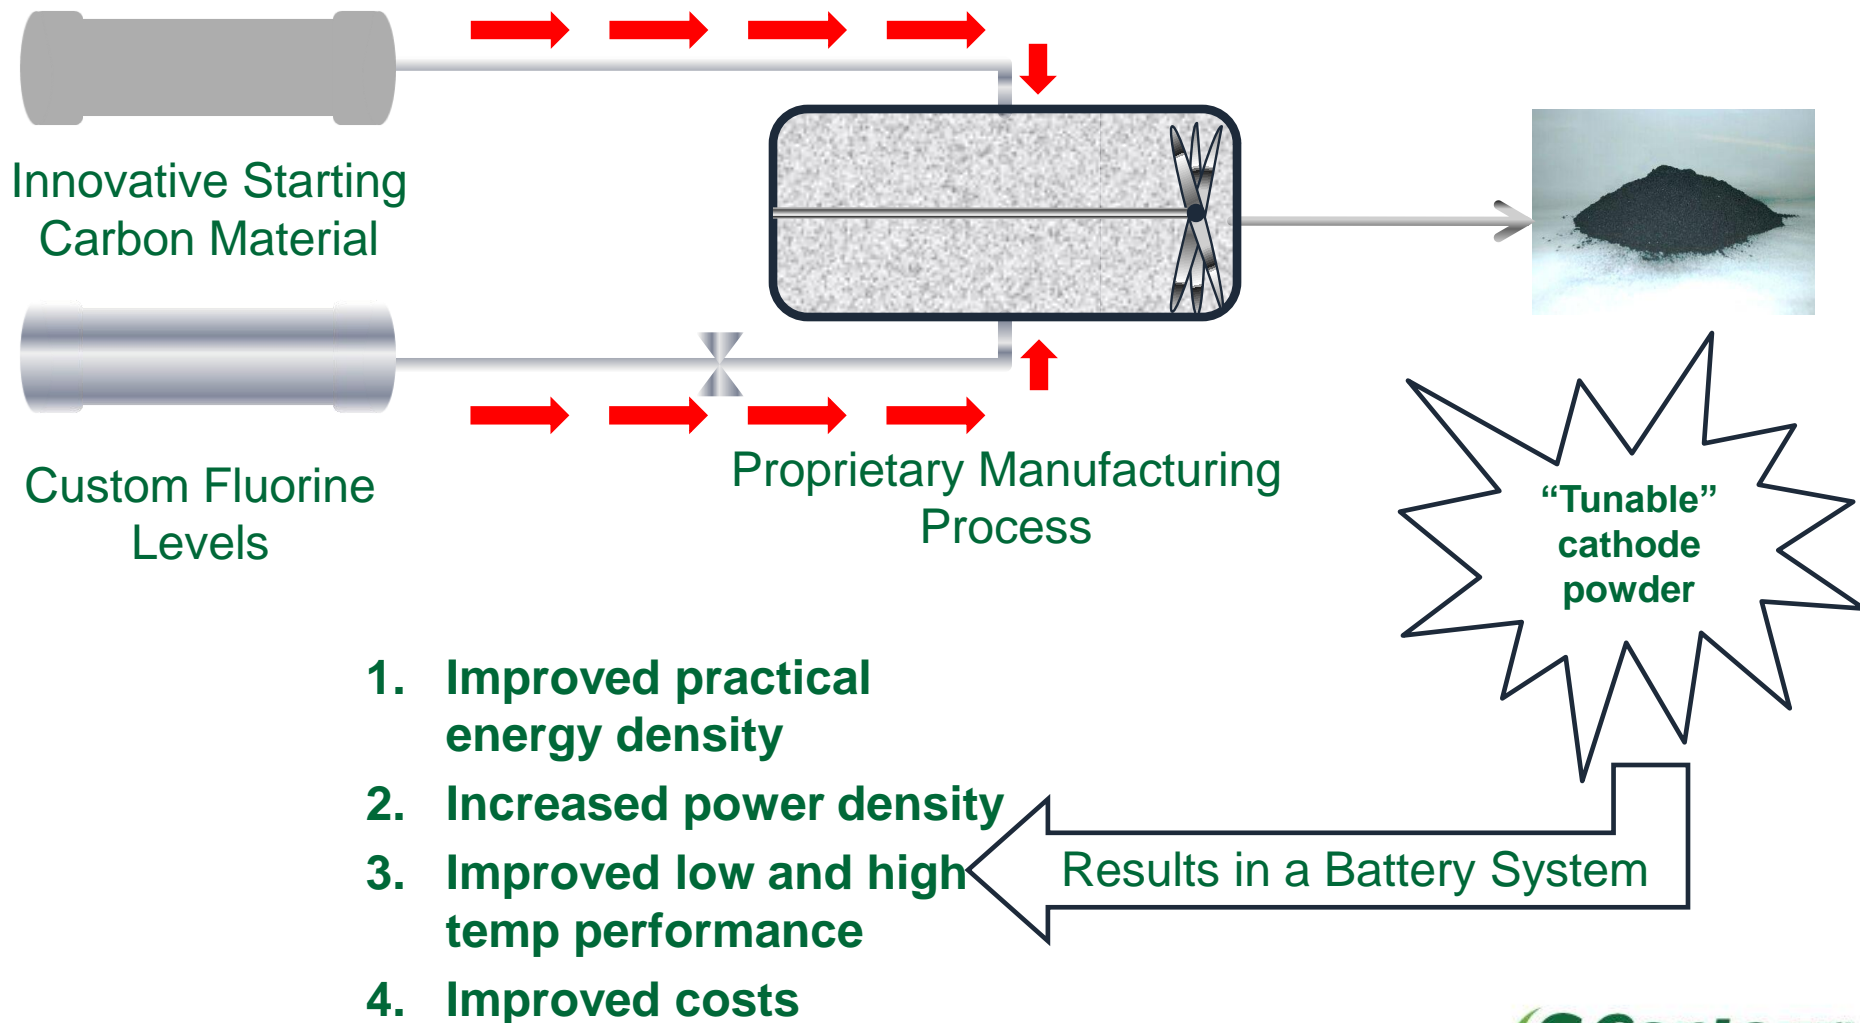 Innovative Starting
Carbon Material
Custom Fluorine
Levels
Proprietary Manufacturing
Process
“Tunable”
cathode
powder
1. Improved practical
energy density
2. Increased power density
3. Improved low and high
temp performance
4. Improved costs
Results in a Battery System